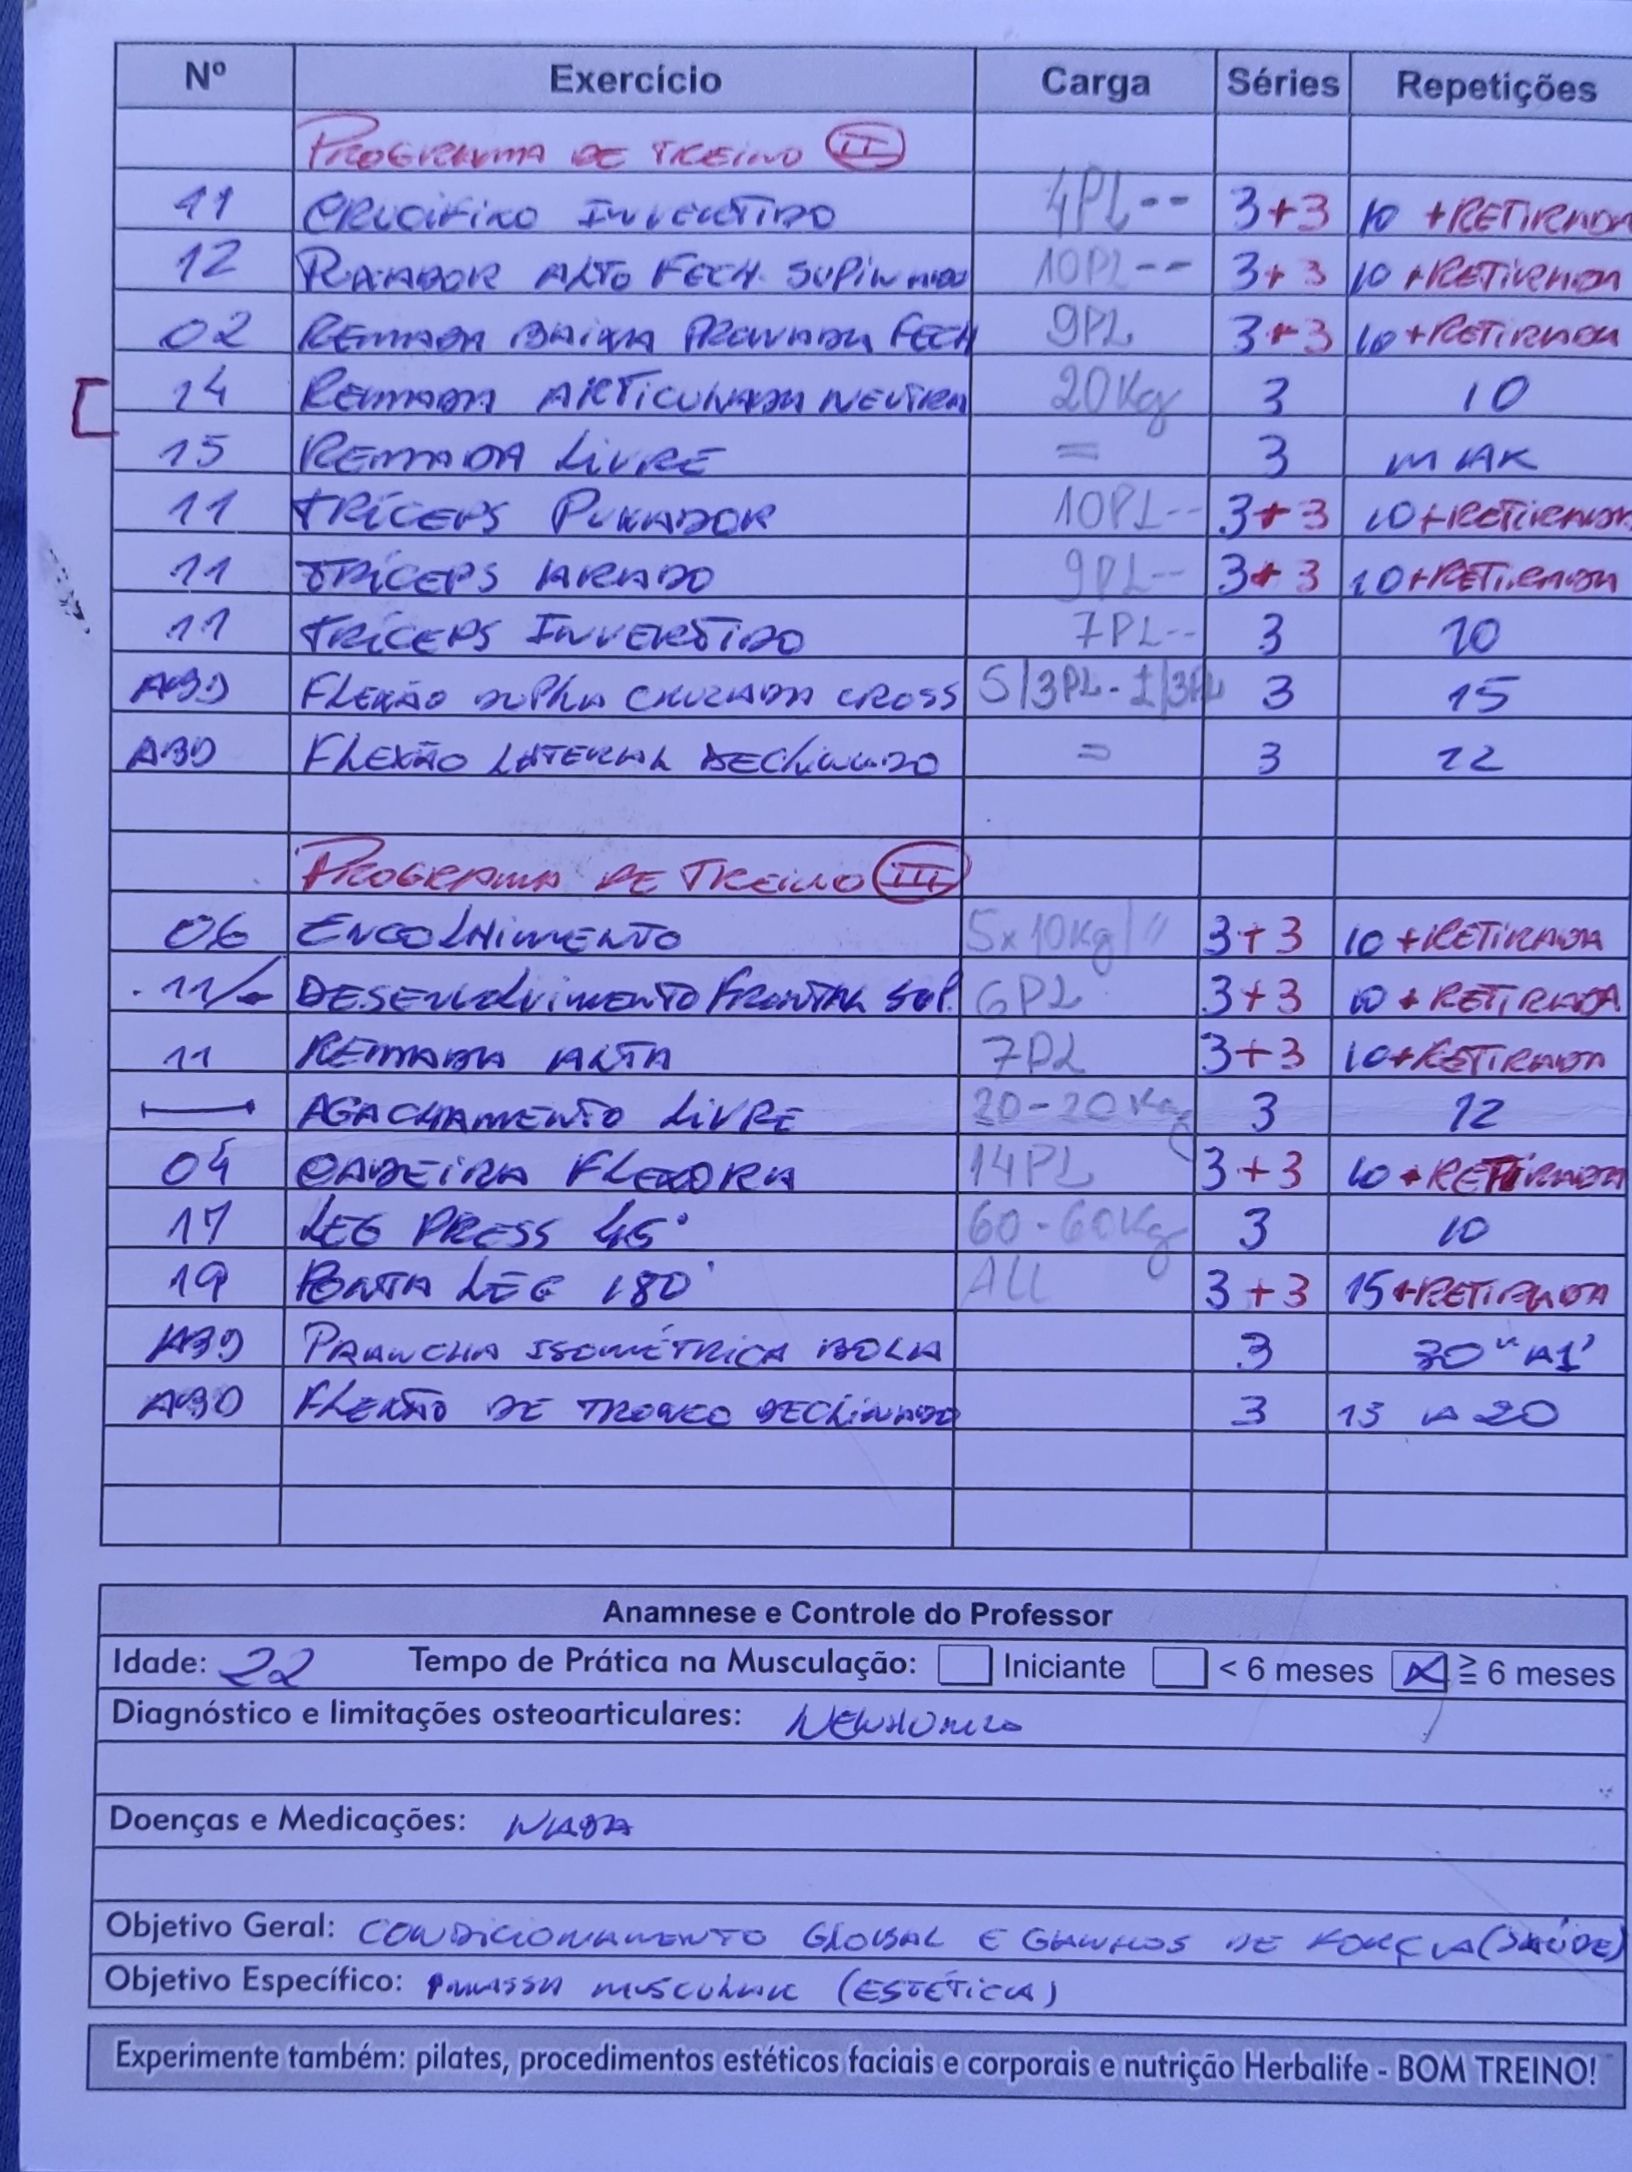 Nº Exercício Carga Séries Repetições
PROGRAMA DE TREINO II
11 CRUCIFIXO INVERTIDO 4PL-- 3+3 10 +RETIRADA
12 PUXADOR ALTO FECH. SUPINADO 10PL-- 3+3 10 +RETIRADA
02 REMADA BAIXA PRONADA FECH 9PL 3+3 10 +RETIRADA
14 REMADA ARTICULADA NEUTRA 20Kg 3 10
15 REMADA LIVRE = 3 MAX
11 TRÍCEPS PUXADOR 10PL-- 3+3 10+RETIRADA
11 TRÍCEPS ARCADO 9PL-- 3+3 10+RETIRADA
11 TRÍCEPS INVERTIDO 7PL-- 3 10
ABD FLEXÃO DUPLA CRUZADA CROSS 5/3PL-1/3PL 3 15
ABD FLEXÃO LATERAL DECLINADO = 3 12
PROGRAMA DE TREINO III
06 ENCOLHIMENTO 5x10Kg/" 3+3 10 +RETIRADA
11/ DESENVOLVIMENTO FRONTAL SUP. 6PL 3+3 10 + RETIRADA
11 REMADA ALTA 7PL 3+3 10+RETIRADA
AGACHAMENTO LIVRE 20-20Kg 3 12
04 CADEIRA FLEXORA 14PL 3+3 10 +RETIRADA
17 LEG PRESS 45° 60-60Kg 3 10
19 PONTA LEG 180° ALL 3+3 15+RETIRADA
ABD PRANCHA ISOMÉTRICA BOLA 3 30" A1'
ABD FLEXÃO DE TRONCO DECLINADO 3 15 A 20
Anamnese e Controle do Professor
Idade: 22 Tempo de Prática na Musculação: Iniciante < 6 meses X ≧ 6 meses
Diagnóstico e limitações osteoarticulares: NENHUMA
Doenças e Medicações: NADA
Objetivo Geral: CONDICIONAMENTO GLOBAL E GANHOS DE FORÇA (SAÚDE)
Objetivo Específico: MASSA MUSCULAR (ESTÉTICA)
Experimente também: pilates, procedimentos estéticos faciais e corporais e nutrição Herbalife - BOM TREINO!